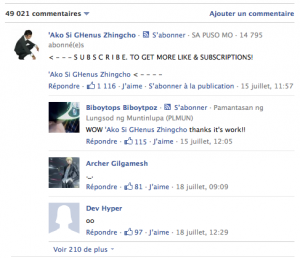 49 021 commentaires
Ajouter un commentaire
'Ako Si GHenus Zhingcho · S'abonner · SA PUSO MO · 14 795
abonné(e)s
< – – – S U B S C R I B E. TO GET MORE LIKE & SUBSCRIPTIONS!
'Ako Si GHenus Zhingcho < – – – –
Répondre · 1 116 · J'aime · S'abonner à la publication · 15 juillet, 11:57
Biboytops Biboytpoz · S'abonner · Pamantasan ng
Lungsod ng Muntinlupa (PLMUN)
WOW 'Ako Si GHenus Zhingcho thanks it's work!!
Répondre · 115 · J'aime · 15 juillet, 12:05
Archer Gilgamesh
._.
Répondre · 81 · J'aime · 18 juillet, 09:09
Dev Hyper
oo
Répondre · 97 · J'aime · 18 juillet, 12:29
Voir 210 de plus